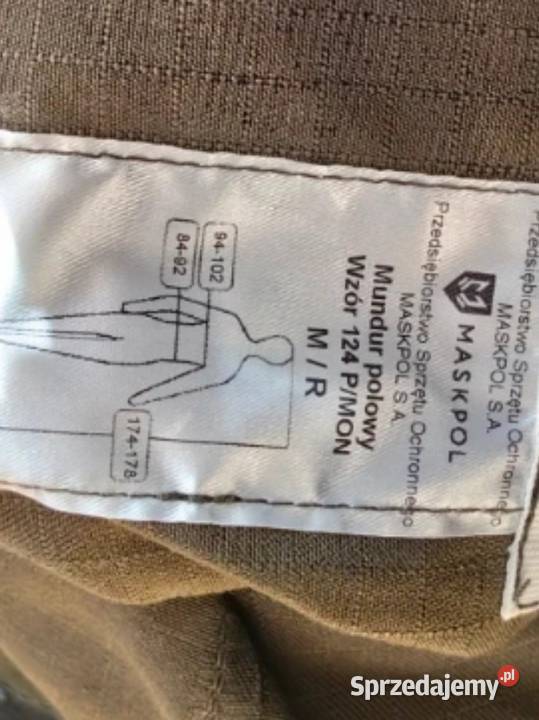 Przedsiębiorstwo Sprzętu Ochronnego
MASKPOL S.A.
MASKPOL
Przedsiębiorstwo Sprzętu Ochronnego
MASKPOL S.A.
Mundur polowy
Wzór 124 P/MON
M / R
94-102
84-92
174-178
Sprzedajemy.pl